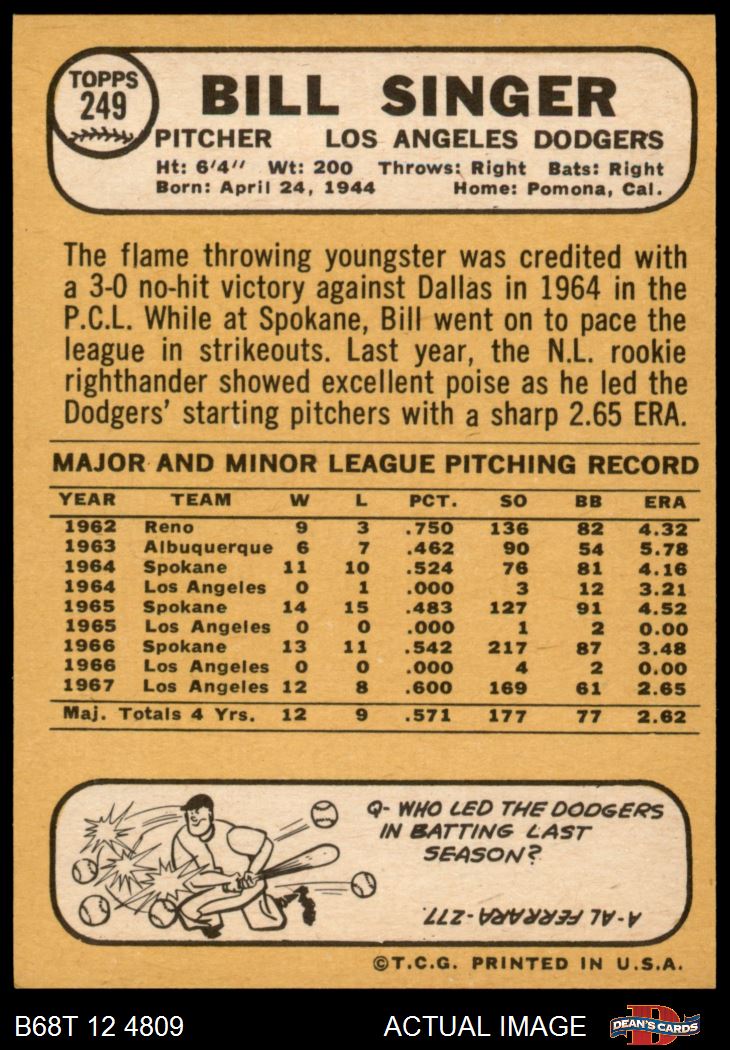 TOPPS
249
BILL SINGER
PITCHER LOS ANGELES DODGERS
Ht: 6'4" Wt: 200 Throws: Right Bats: Right
Born: April 24, 1944 Home: Pomona, Cal.
The flame throwing youngster was credited with
a 3-0 no-hit victory against Dallas in 1964 in the
P.C.L. While at Spokane, Bill went on to pace the
league in strikeouts. Last year, the N.L. rookie
righthander showed excellent poise as he led the
Dodgers' starting pitchers with a sharp 2.65 ERA.
MAJOR AND MINOR LEAGUE PITCHING RECORD
YEAR TEAM W L PCT. SO BB ERA
1962 Reno 9 3 .750 136 82 4.32
1963 Albuquerque 6 7 .462 90 54 5.78
1964 Spokane 11 10 .524 76 81 4.16
1964 Los Angeles 0 1 .000 3 12 3.21
1965 Spokane 14 15 .483 127 91 4.52
1965 Los Angeles 0 0 .000 1 2 0.00
1966 Spokane 13 11 .542 217 87 3.48
1966 Los Angeles 0 0 .000 4 2 0.00
1967 Los Angeles 12 8 .600 169 61 2.65
Maj. Totals 4 Yrs. 12 9 .571 177 77 2.62
Q- WHO LED THE DODGERS
IN BATTING LAST
SEASON?
A-AL FERRARA-.277.
©T.C.G. PRINTED IN U.S.A.
B68T 12 4809 ACTUAL IMAGE
D
DEAN'S CARDS